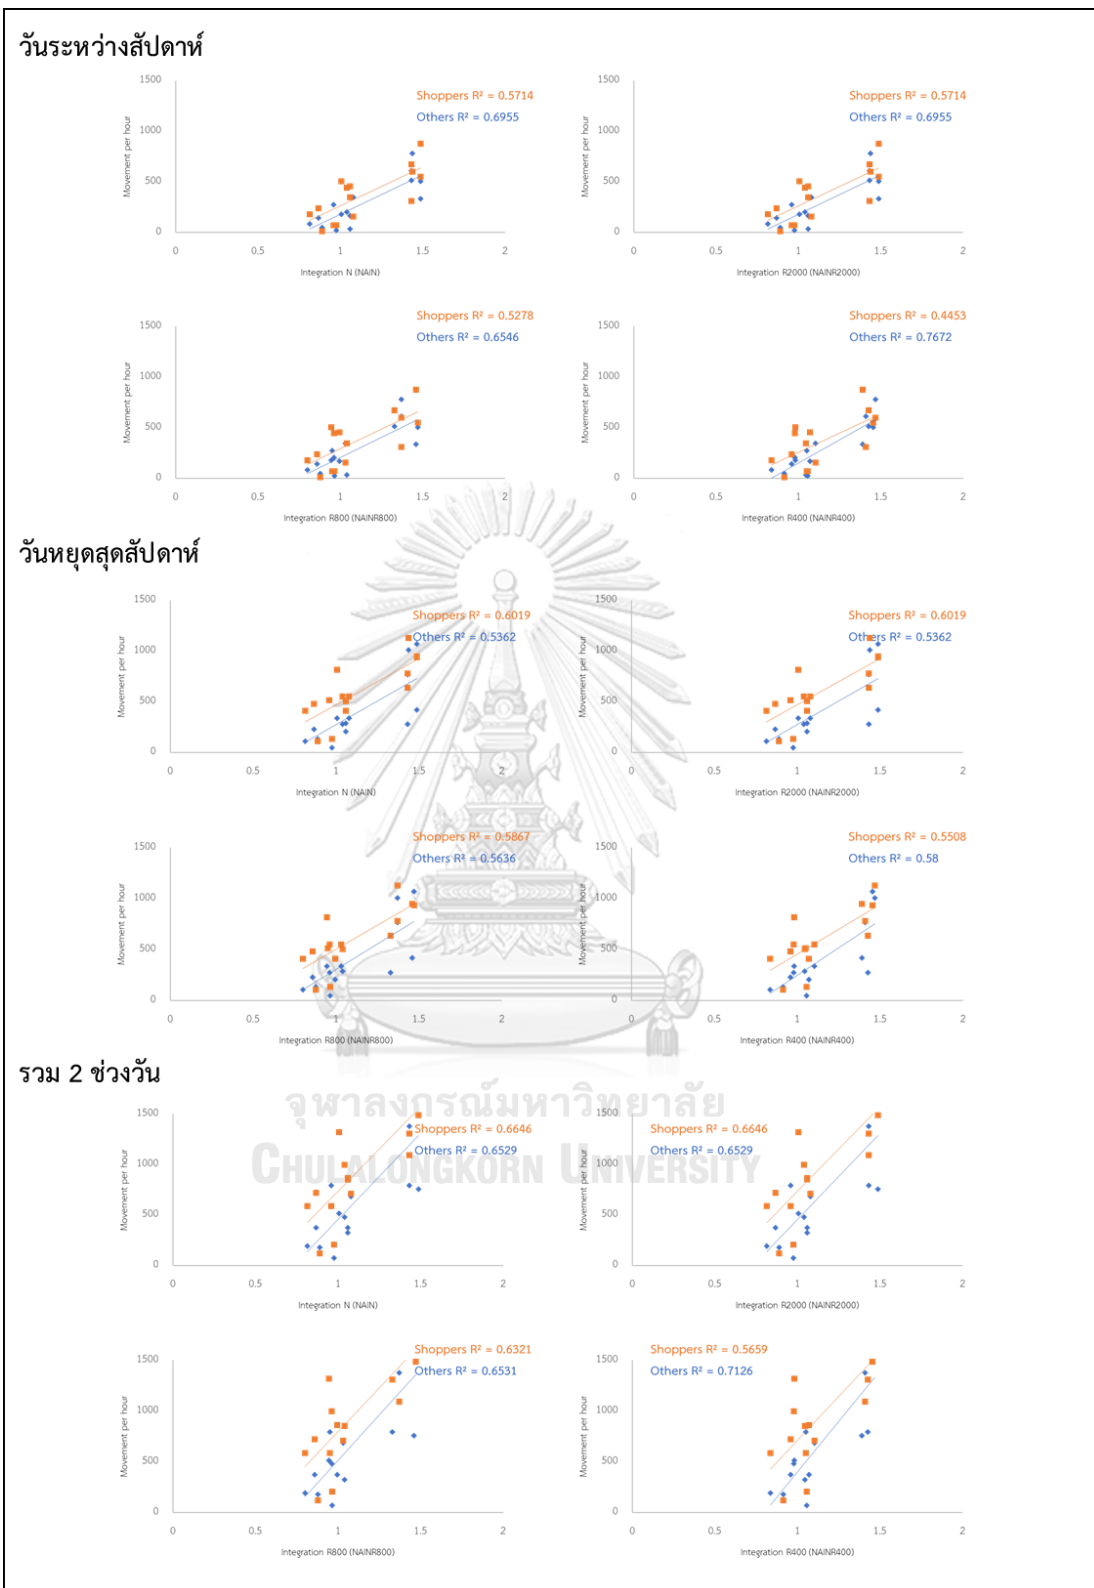 วันระหว่างสัปดาห์
1500
1000
500
0
Movement per hour
Shoppers R² = 0.5714
Others R² = 0.6955
0 0.5 1 1.5 2
Integration N (NAIN)
1500
1000
500
0
Movement per hour
Shoppers R² = 0.5714
Others R² = 0.6955
0 0.5 1 1.5 2
Integration R2000 (NAINR2000)
1500
1000
500
0
Movement per hour
Shoppers R² = 0.5278
Others R² = 0.6546
0 0.5 1 1.5 2
Integration R800 (NAINR800)
1500
1000
500
0
Movement per hour
Shoppers R² = 0.4453
Others R² = 0.7672
0 0.5 1 1.5 2
Integration R400 (NAINR400)
วันหยุดสุดสัปดาห์
1500
1000
500
0
Movement per hour
Shoppers R² = 0.6019
Others R² = 0.5362
0 0.5 1 1.5 2
Integration N (NAIN)
1500
1000
500
0
Movement per hour
Shoppers R² = 0.6019
Others R² = 0.5362
0 0.5 1 1.5 2
Integration R2000 (NAINR2000)
1500
1000
500
0
Movement per hour
Shoppers R² = 0.5867
Others R² = 0.5636
0 0.5 1 1.5 2
Integration R800 (NAINR800)
1500
1000
500
0
Movement per hour
Shoppers R² = 0.5508
Others R² = 0.58
0 0.5 1 1.5 2
Integration R400 (NAINR400)
รวม 2 ช่วงวัน
จุฬาลงกรณ์มหาวิทยาลัย
CHULALONGKORN UNIVERSITY
1500
1000
500
0
Movement per hour
Shoppers R² = 0.6646
Others R² = 0.6529
0 0.5 1 1.5 2
Integration N (NAIN)
1500
1000
500
0
Movement per hour
Shoppers R² = 0.6646
Others R² = 0.6529
0 0.5 1 1.5 2
Integration R2000 (NAINR2000)
1500
1000
500
0
Movement per hour
Shoppers R² = 0.6321
Others R² = 0.6531
0 0.5 1 1.5 2
Integration R800 (NAINR800)
1500
1000
500
0
Movement per hour
Shoppers R² = 0.5659
Others R² = 0.7126
0 0.5 1 1.5 2
Integration R400 (NAINR400)